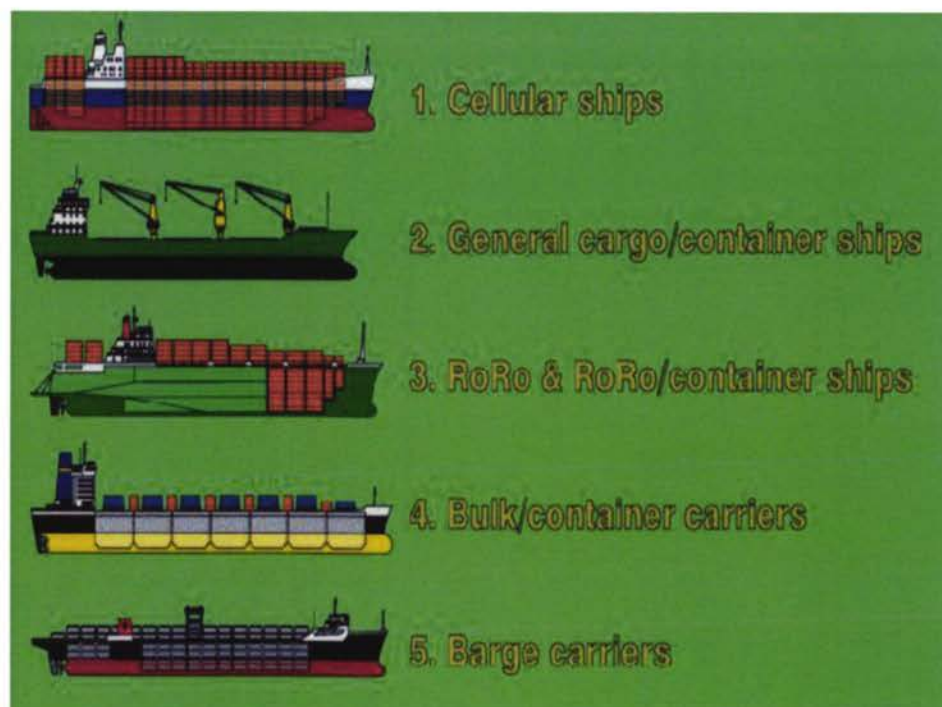 1. Cellular ships
2. General cargo/container ships
3. RoRo & RoRo/container ships
4. Bulk/container carriers
5. Barge carriers